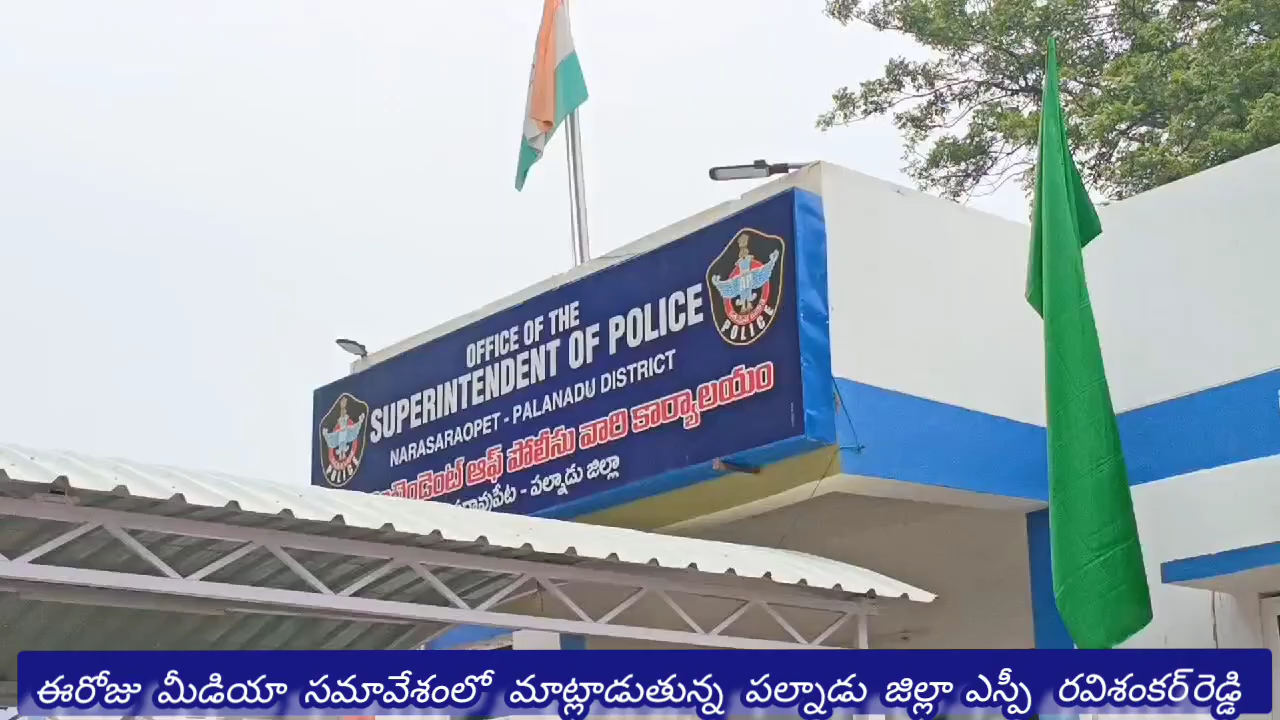 OFFICE OF THE
SUPERINTENDENT OF POLICE
NARASARAOPET - PALANADU DISTRICT
ఆఫ్ పోలీసు వారి కార్యాలయం
పల్నాడు జిల్లా
POLICE
POLICE
ఈరోజు మీడియా సమావేశంలో మాట్లాడుతున్న పల్నాడు జిల్లా ఎస్పీ రవిశంకర్ రెడ్డి